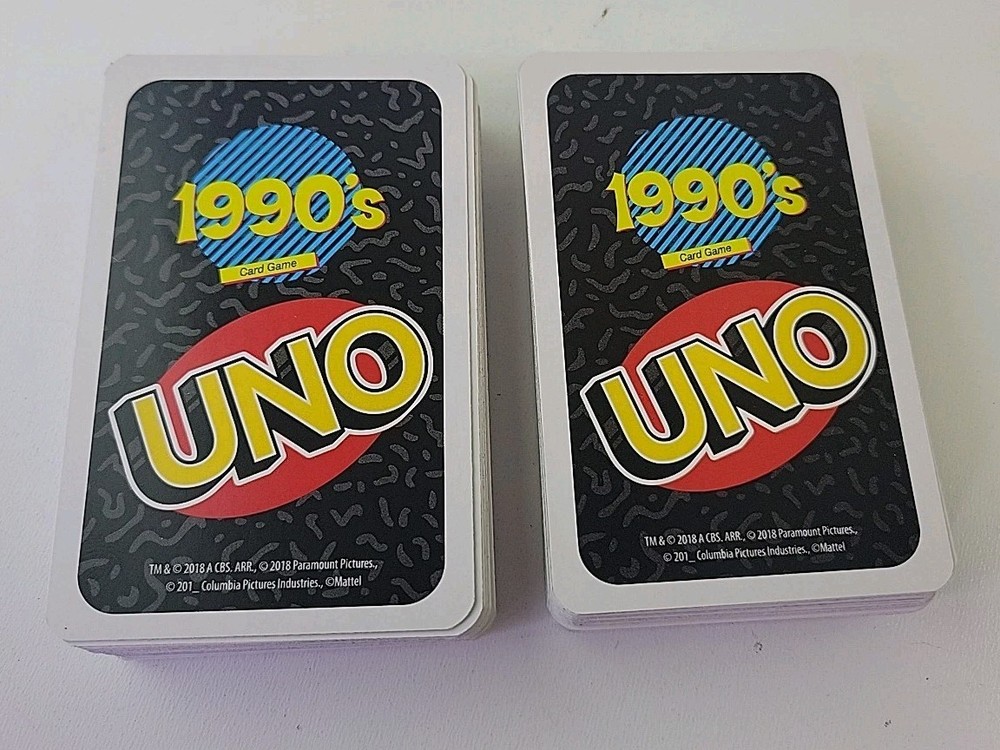 1990's
Card Game
UNO
TM & © 2018 A CBS. ARR., © 2018 Paramount Pictures.,
© 201_ Columbia Pictures Industries., ©Mattel
1990's
Card Game
UNO
TM & © 2018 A CBS. ARR., © 2018 Paramount Pictures.,
© 201_ Columbia Pictures Industries., ©Mattel